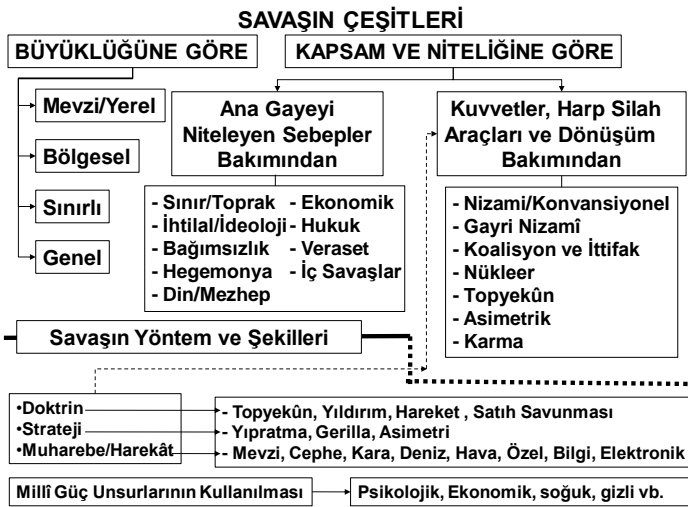 SAVAŞIN ÇEŞİTLERİ
BÜYÜKLÜĞÜNE GÖRE
KAPSAM VE NİTELİĞİNE GÖRE
Mevzi/Yerel
Bölgesel
Sınırlı
Genel
Ana Gayeyi
Niteleyen Sebepler
Bakımından
- Sınır/Toprak
- İhtilal/İdeoloji
- Bağımsızlık
- Hegemonya
- Din/Mezhep
- Ekonomik
- Hukuk
- Veraset
- İç Savaşlar
Kuvvetler, Harp Silah
Araçları ve Dönüşüm
Bakımından
- Nizami/Konvansiyonel
- Gayri Nizamî
- Koalisyon ve İttifak
- Nükleer
- Topyekûn
- Asimetrik
- Karma
Savaşın Yöntem ve Şekilleri
•Doktrin
•Strateji
•Muharebe/Harekât
- Topyekûn, Yıldırım, Hareket , Satıh Savunması
- Yıpratma, Gerilla, Asimetri
- Mevzi, Cephe, Kara, Deniz, Hava, Özel, Bilgi, Elektronik
Millî Güç Unsurlarının Kullanılması
Psikolojik, Ekonomik, soğuk, gizli vb.